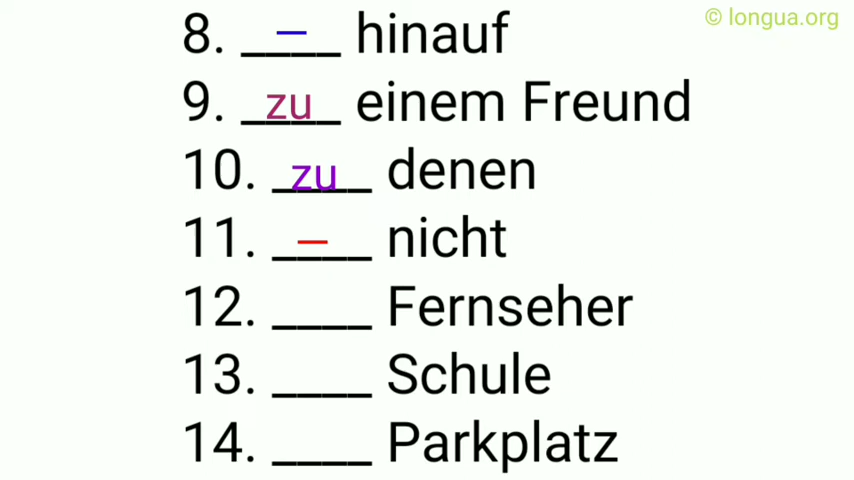 © longua.org
8. _–_ hinauf
9. _zu_ einem Freund
10. _zu_ denen
11. _–_ nicht
12. ____ Fernseher
13. ____ Schule
14. ____ Parkplatz